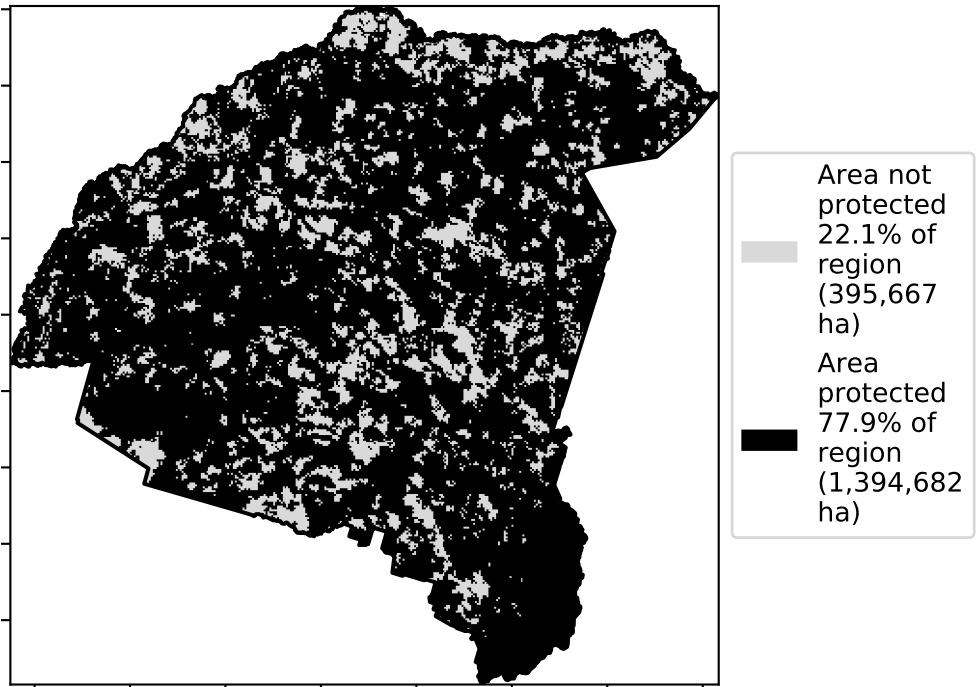 Area not
protected
22.1% of
region
(395,667
ha)
Area
protected
77.9% of
region
(1,394,682
ha)